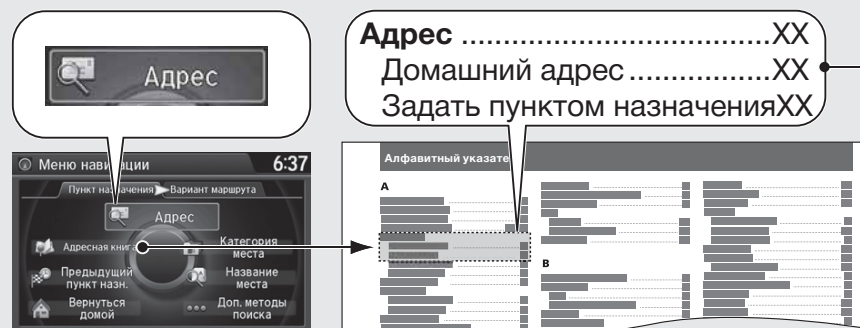 Адрес
Адрес ..................................XX
Домашний адрес .................XX
Задать пунктом назначенияXX
Меню навигации 6:37
Пункт назначения Вариант маршрута
Адрес
Адресная книга
Категория
места
Предыдущий
пункт назн.
Название
места
Вернуться
домой
Доп. методы
поиска
Алфавитный указате
A
B